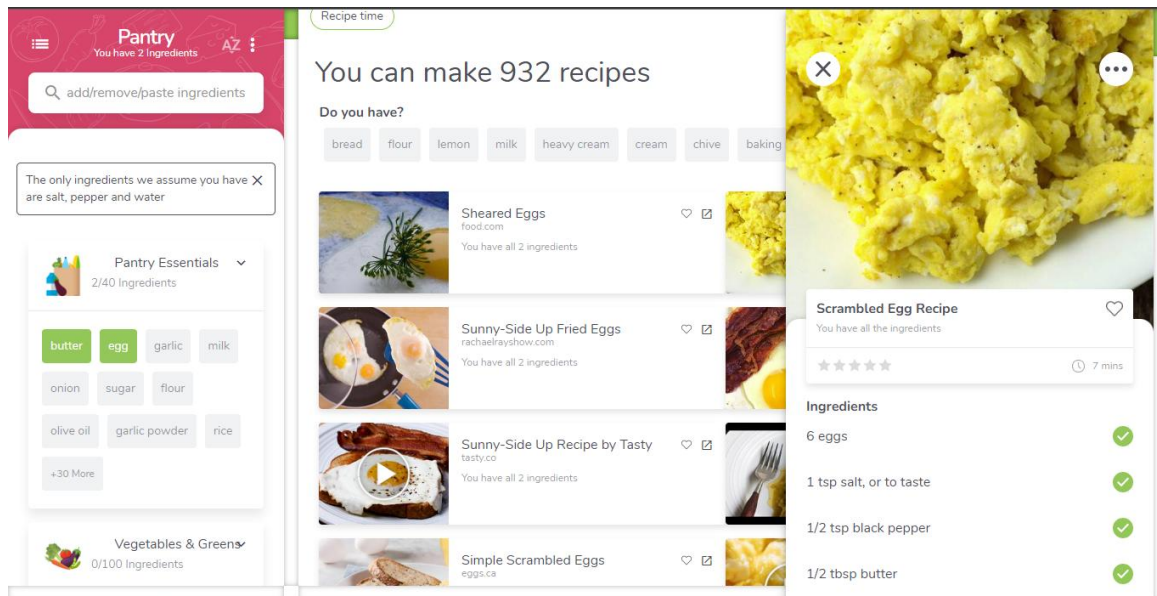 Pantry
You have 2 Ingredients
AZ
add/remove/paste ingredients
The only ingredients we assume you have
are salt, pepper and water
Pantry Essentials
2/40 Ingredients
butter
egg
garlic
milk
onion
sugar
flour
olive oil
garlic powder
rice
+30 More
Vegetables & Greens
0/100 Ingredients
Recipe time
You can make 932 recipes
Do you have?
bread
flour
lemon
milk
heavy cream
cream
chive
baking
Sheared Eggs
food.com
You have all 2 ingredients
Sunny-Side Up Fried Eggs
rachaelrayshow.com
You have all 2 ingredients
Sunny-Side Up Recipe by Tasty
tasty.co
You have all 2 ingredients
Simple Scrambled Eggs
eggs.ca
Scrambled Egg Recipe
You have all the ingredients
7 mins
Ingredients
6 eggs
1 tsp salt, or to taste
1/2 tsp black pepper
1/2 tbsp butter